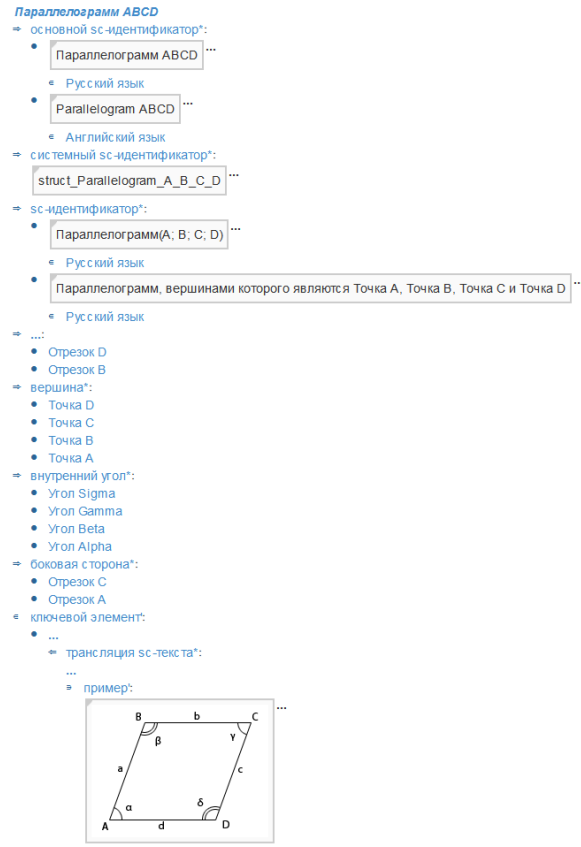 Параллелограмм ABCD
⇒ основной sc-идентификатор*:
• Параллелограмм ABCD ...
∊ Русский язык
• Parallelogram ABCD ...
∊ Английский язык
⇒ системный sc-идентификатор*:
struct_Parallelogram_A_B_C_D ...
⇒ sc-идентификатор*:
• Параллелограмм(A; B; C; D) ...
∊ Русский язык
• Параллелограмм, вершинами которого являются Точка A, Точка B, Точка C и Точка D ...
∊ Русский язык
⇒ ...:
• Отрезок D
• Отрезок B
⇒ вершина*:
• Точка D
• Точка C
• Точка B
• Точка A
⇒ внутренний угол*:
• Угол Sigma
• Угол Gamma
• Угол Beta
• Угол Alpha
⇒ боковая сторона*:
• Отрезок C
• Отрезок A
∊ ключевой элемент':
• ...
⇐ трансляция sc-текста*:
...
∍ пример':
...
B b C
β γ
a c
α δ
A d D